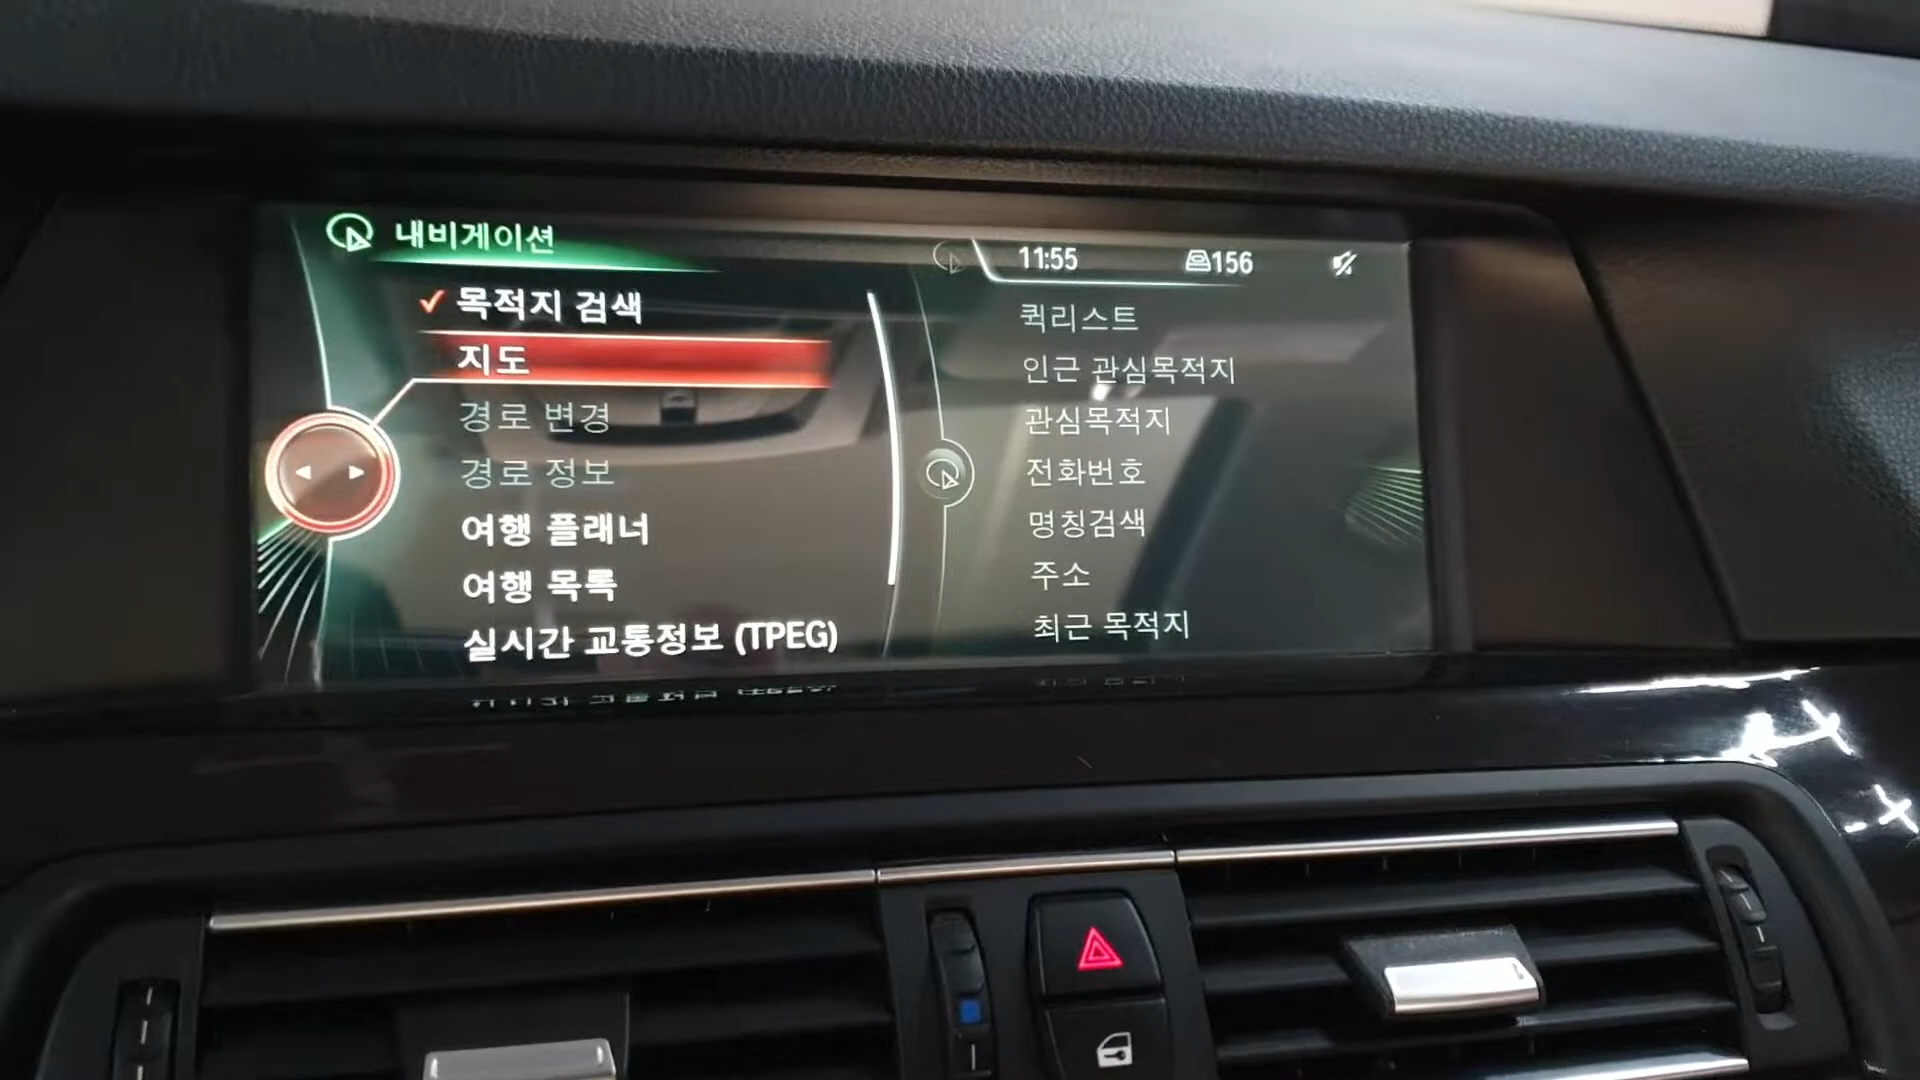 내비게이션
11:55 156
목적지 검색
지도
경로 변경
경로 정보
여행 플래너
여행 목록
실시간 교통정보 (TPEG)
퀵리스트
인근 관심목적지
관심목적지
전화번호
명칭검색
주소
최근 목적지